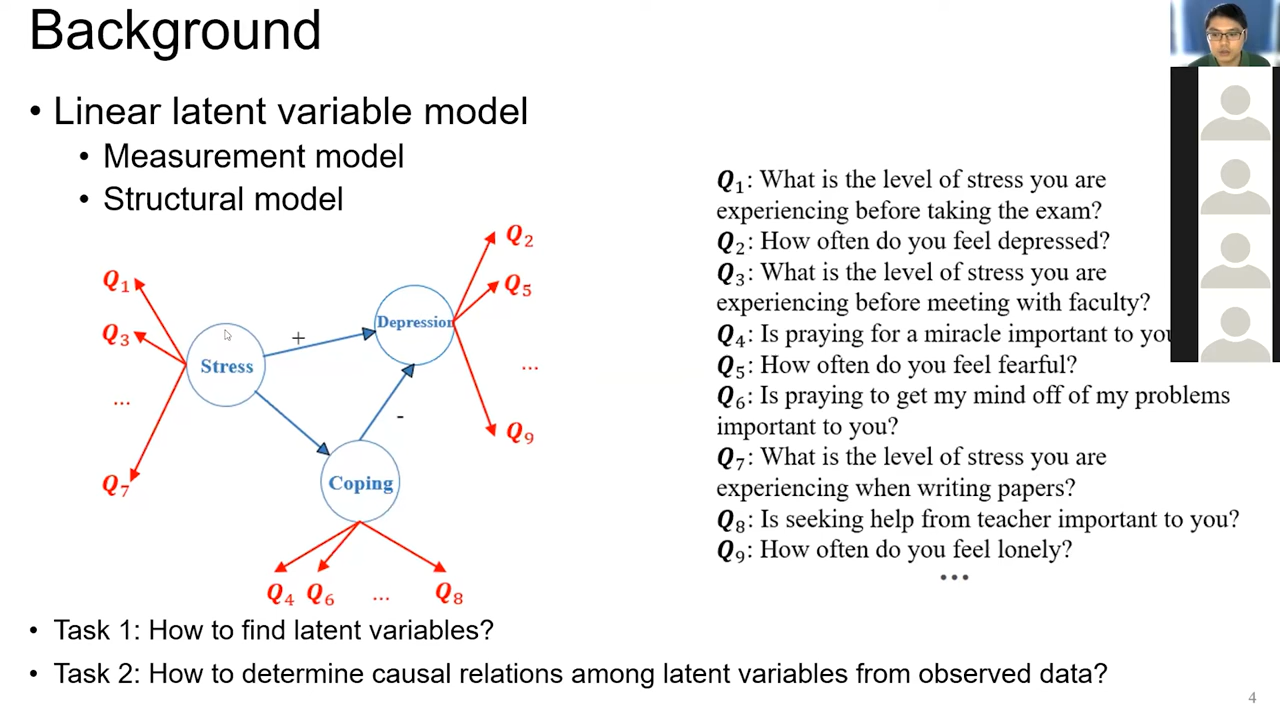 Background
• Linear latent variable model
• Measurement model
• Structural model
Q1
Q3
...
Q7
Stress
+
Depression
-
Coping
Q2
Q5
...
Q9
Q4 Q6 ... Q8
Q1: What is the level of stress you are
experiencing before taking the exam?
Q2: How often do you feel depressed?
Q3: What is the level of stress you are
experiencing before meeting with faculty?
Q4: Is praying for a miracle important to
Q5: How often do you feel fearful?
Q6: Is praying to get my mind off of my problems
important to you?
Q7: What is the level of stress you are
experiencing when writing papers?
Q8: Is seeking help from teacher important to you?
Q9: How often do you feel lonely?
...
• Task 1: How to find latent variables?
• Task 2: How to determine causal relations among latent variables from observed data?
4